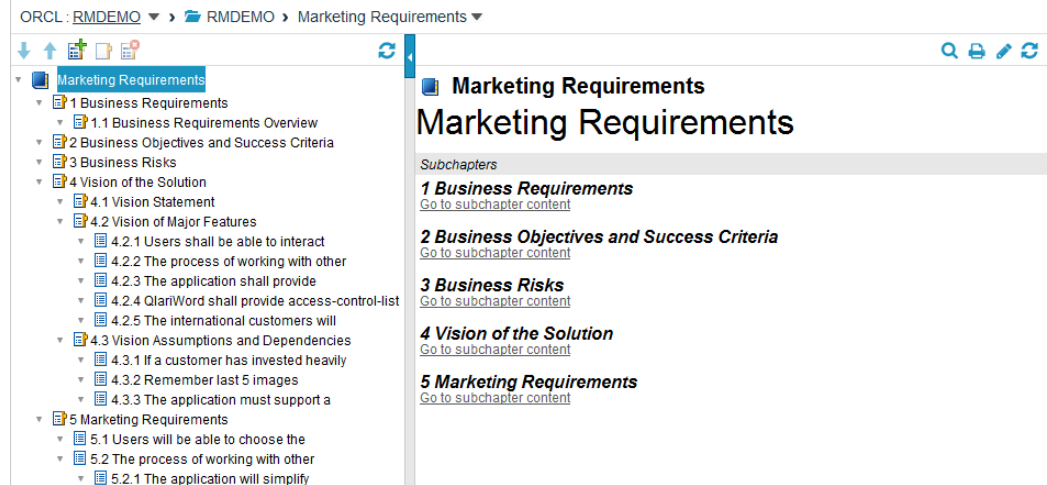 ORCL : RMDEMO RMDEMO Marketing Requirements
Marketing Requirements
1 Business Requirements
1.1 Business Requirements Overview
2 Business Objectives and Success Criteria
3 Business Risks
4 Vision of the Solution
4.1 Vision Statement
4.2 Vision of Major Features
4.2.1 Users shall be able to interact
4.2.2 The process of working with other
4.2.3 The application shall provide
4.2.4 QlariWord shall provide access-control-list
4.2.5 The international customers will
4.3 Vision Assumptions and Dependencies
4.3.1 If a customer has invested heavily
4.3.2 Remember last 5 images
4.3.3 The application must support a
5 Marketing Requirements
5.1 Users will be able to choose the
5.2 The process of working with other
5.2.1 The application will simplify
Marketing Requirements
Marketing Requirements
Subchapters
1 Business Requirements
Go to subchapter content
2 Business Objectives and Success Criteria
Go to subchapter content
3 Business Risks
Go to subchapter content
4 Vision of the Solution
Go to subchapter content
5 Marketing Requirements
Go to subchapter content